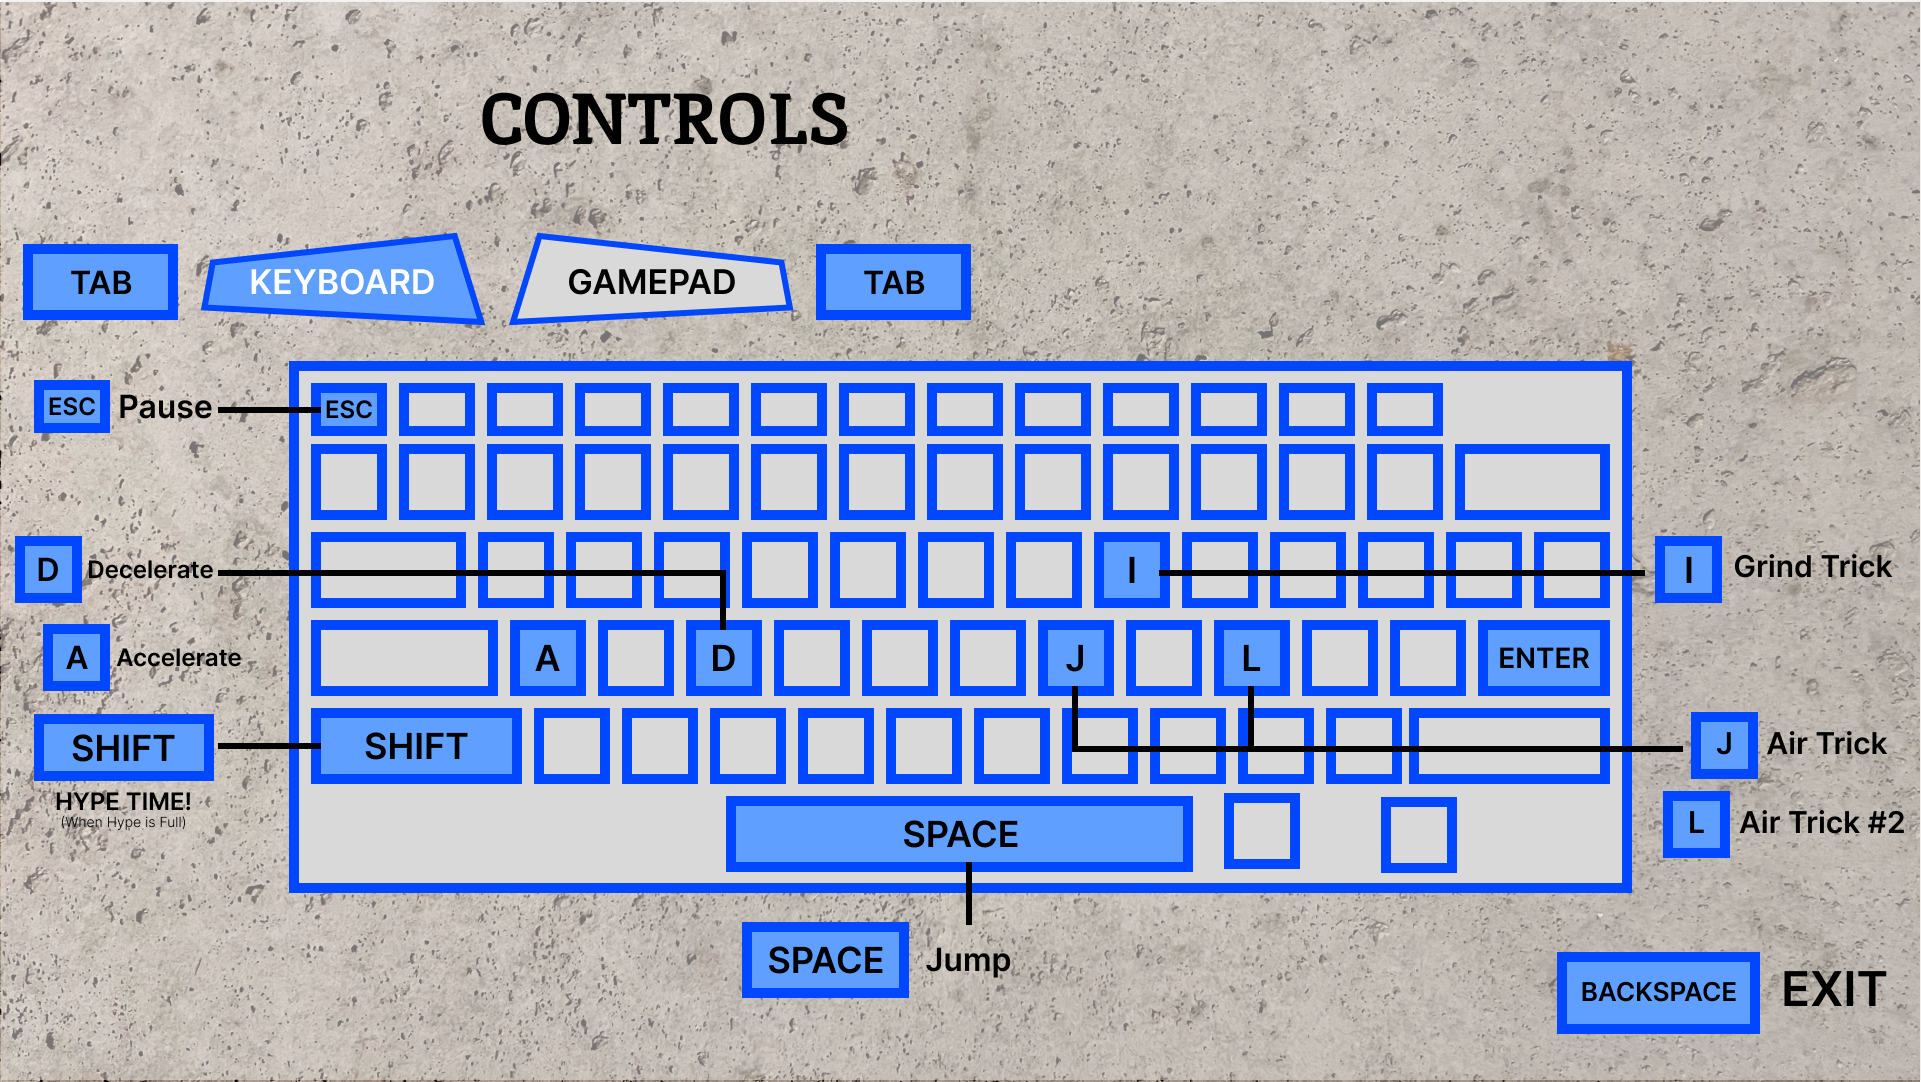 CONTROLS
TAB KEYBOARD GAMEPAD TAB
ESC Pause ESC
D Decelerate I I Grind Trick
A Accelerate A D J L ENTER
SHIFT SHIFT J Air Trick
HYPE TIME!
(When Hype is Full)
SPACE L Air Trick #2
SPACE Jump
BACKSPACE EXIT